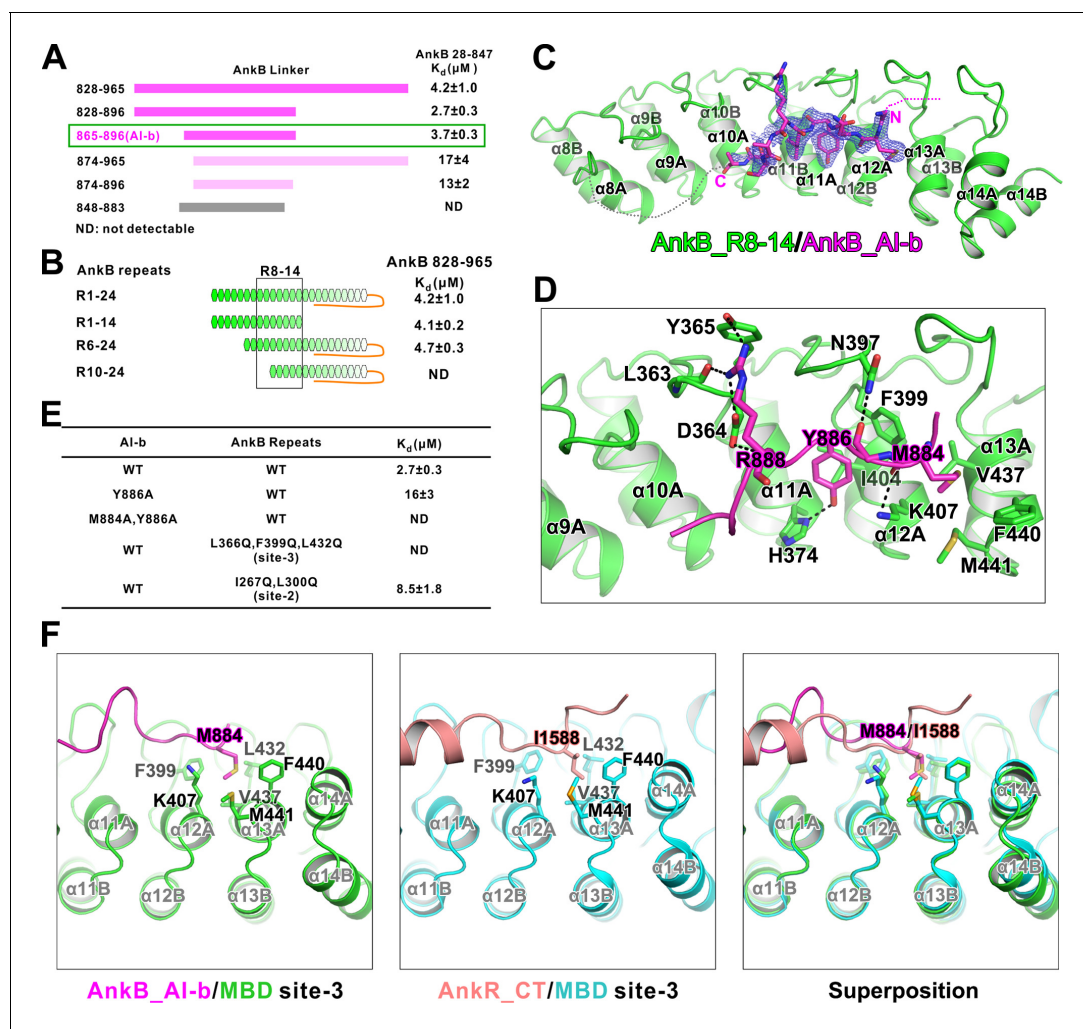 A
AnkB Linker
AnkB 28-847
Kd(μM)
828-965 4.2±1.0
828-896 2.7±0.3
865-896(AI-b) 3.7±0.3
874-965 17±4
874-896 13±2
848-883 ND
ND: not detectable
B
AnkB repeats R8-14 AnkB 828-965
Kd(μM)
R1-24 4.2±1.0
R1-14 4.1±0.2
R6-24 4.7±0.3
R10-24 ND
C
α8B
α9B
α10B
α8A
α9A
α10A
C
α11B
α11A
α12B
α12A
N
α13A
α13B
α14A
α14B
AnkB_R8-14/AnkB_AI-b
D
Y365
N397
L363
F399
D364
Y886
M884
α13A
R888
I404
V437
α10A
α11A
K407
α9A
α12A
F440
H374
M441
E
AI-b AnkB Repeats Kd(μM)
WT WT 2.7±0.3
Y886A WT 16±3
M884A,Y886A WT ND
WT L366Q,F399Q,L432Q
(site-3) ND
WT I267Q,L300Q
(site-2) 8.5±1.8
F
M884
L432
F399
F440
K407
V437
M441
α11A
α12A
α13A
α14A
α11B
α12B
α13B
α14B
AnkB_AI-b/MBD site-3
I1588
L432
F399
F440
K407
V437
M441
α11A
α12A
α13A
α14A
α11B
α12B
α13B
α14B
AnkR_CT/MBD site-3
M884/I1588
α11A
α12A
α13A
α14A
α11B
α12B
α13B
α14B
Superposition